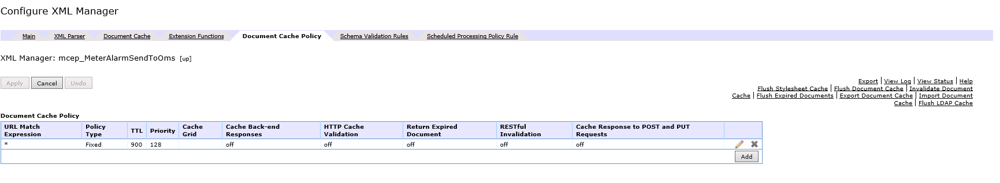 Configure XML Manager
Main XML Parser Document Cache Extension Functions Document Cache Policy Schema Validation Rules Scheduled Processing Policy Rule
XML Manager: mcep_MeterAlarmSendToOms [up]
Apply Cancel Undo
Export | View Log | View Status | Help
Flush Stylesheet Cache | Flush Document Cache | Invalidate Document
Cache | Flush Expired Documents | Export Document Cache | Import Document
Cache | Flush LDAP Cache
Document Cache Policy
URL Match Expression Policy Type TTL Priority Cache Grid Cache Back-end Responses HTTP Cache Validation Return Expired Document RESTful Invalidation Cache Response to POST and PUT Requests
* Fixed 900 128 off off off off off
Add